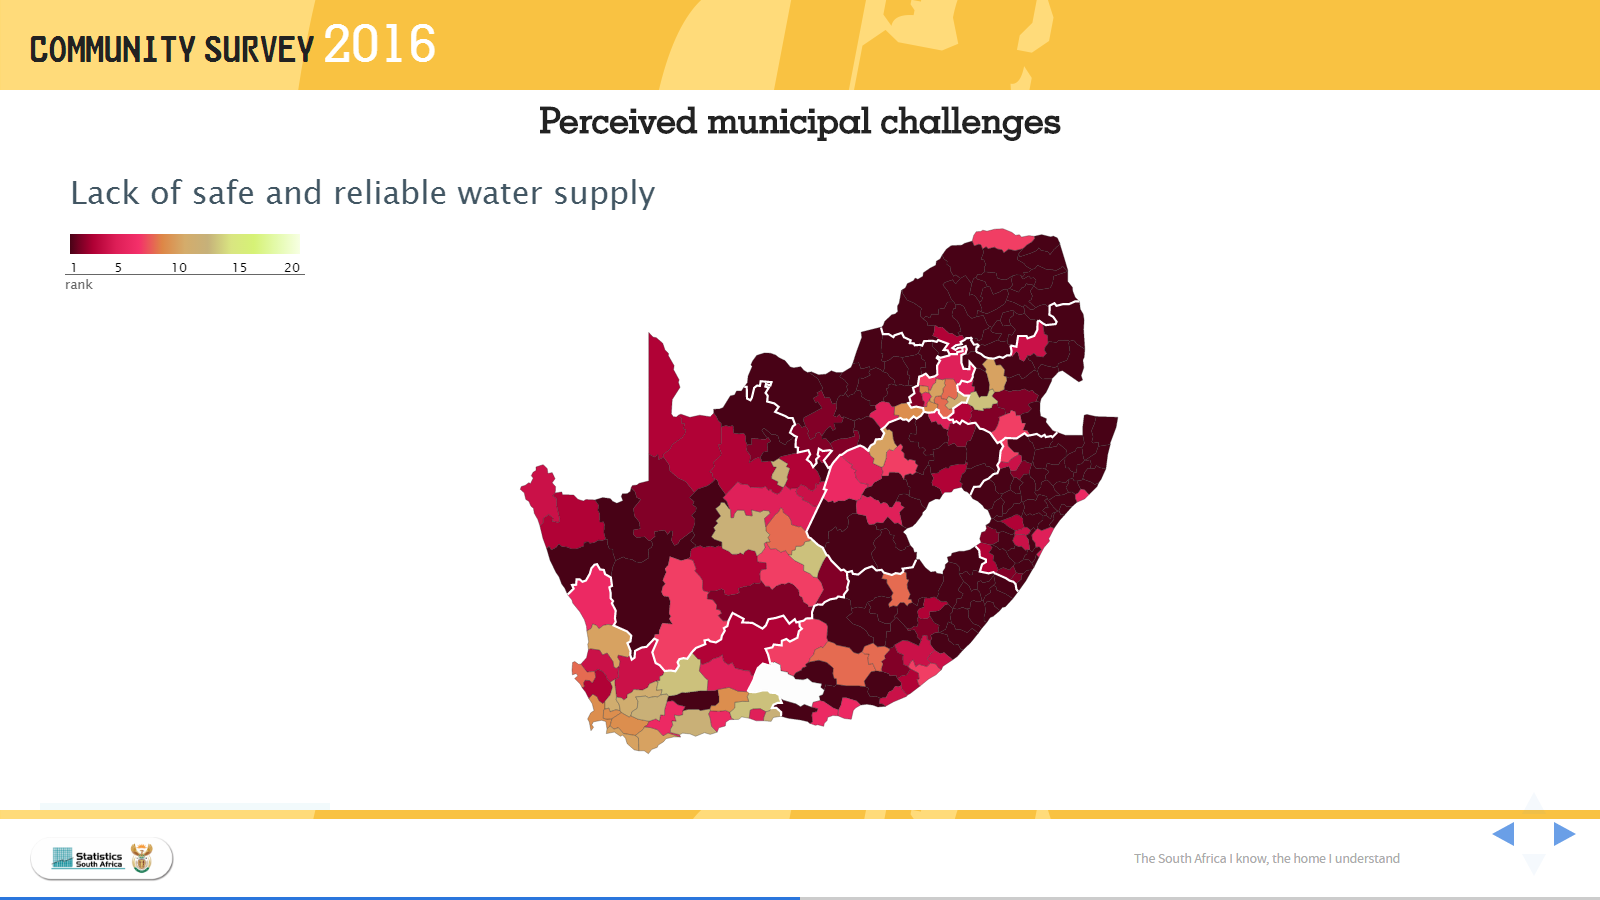 COMMUNITY SURVEY 2016
Perceived municipal challenges
Lack of safe and reliable water supply
1 5 10 15 20
rank
Statistics
South Africa
The South Africa I know, the home I understand